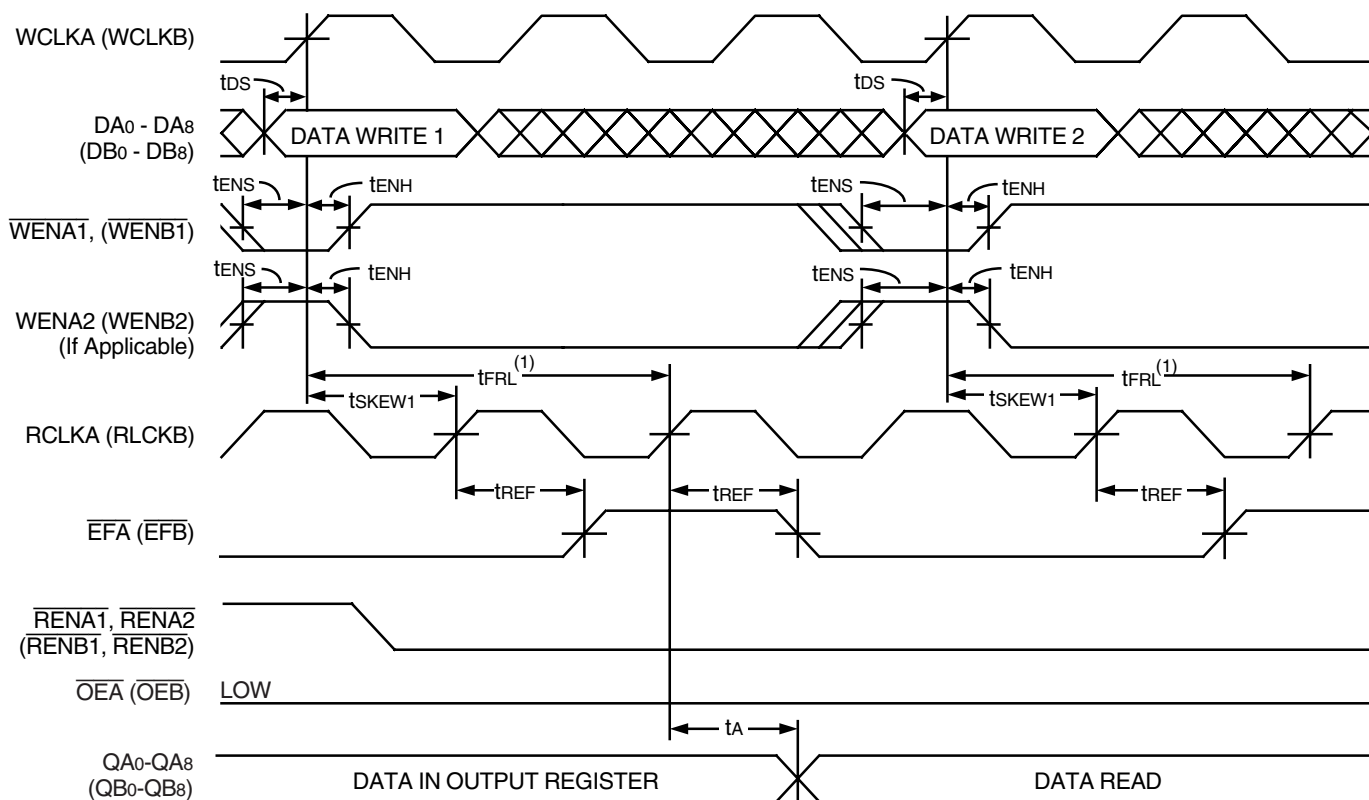 WCLKA (WCLKB)
tDS
tDS
DA0 - DA8
(DB0 - DB8)
DATA WRITE 1
DATA WRITE 2
tENS
tENH
tENS
tENH
WENA1, (WENB1)
tENS
tENH
tENS
tENH
WENA2 (WENB2)
(If Applicable)
tFRL(1)
tFRL(1)
tSKEW1
tSKEW1
RCLKA (RLCKB)
tREF
tREF
tREF
EFA (EFB)
RENA1, RENA2
(RENB1, RENB2)
OEA (OEB)
LOW
tA
QA0-QA8
(QB0-QB8)
DATA IN OUTPUT REGISTER
DATA READ